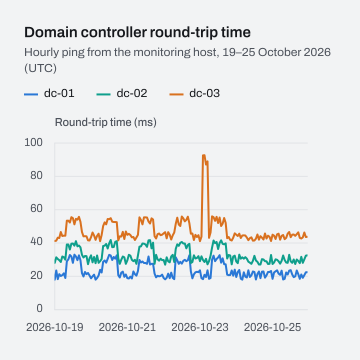 Domain controller round-trip time
Hourly ping from the monitoring host, 19–25 October 2026
(UTC)
dc-01 dc-02 dc-03
Round-trip time (ms)
100
80
60
40
20
0
2026-10-19 2026-10-21 2026-10-23 2026-10-25